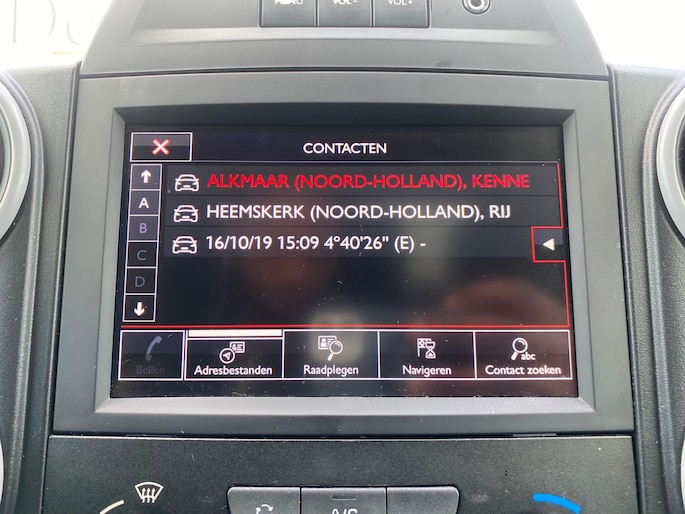 MENU VOL- VOL+
CONTACTEN
ALKMAAR (NOORD-HOLLAND), KENNE
A
HEEMSKERK (NOORD-HOLLAND), RIJ
B
16/10/19 15:09 4°40'26" (E) -
C
D
Bellen
Adresbestanden
Raadplegen
Navigeren
abc
Contact zoeken
A/C